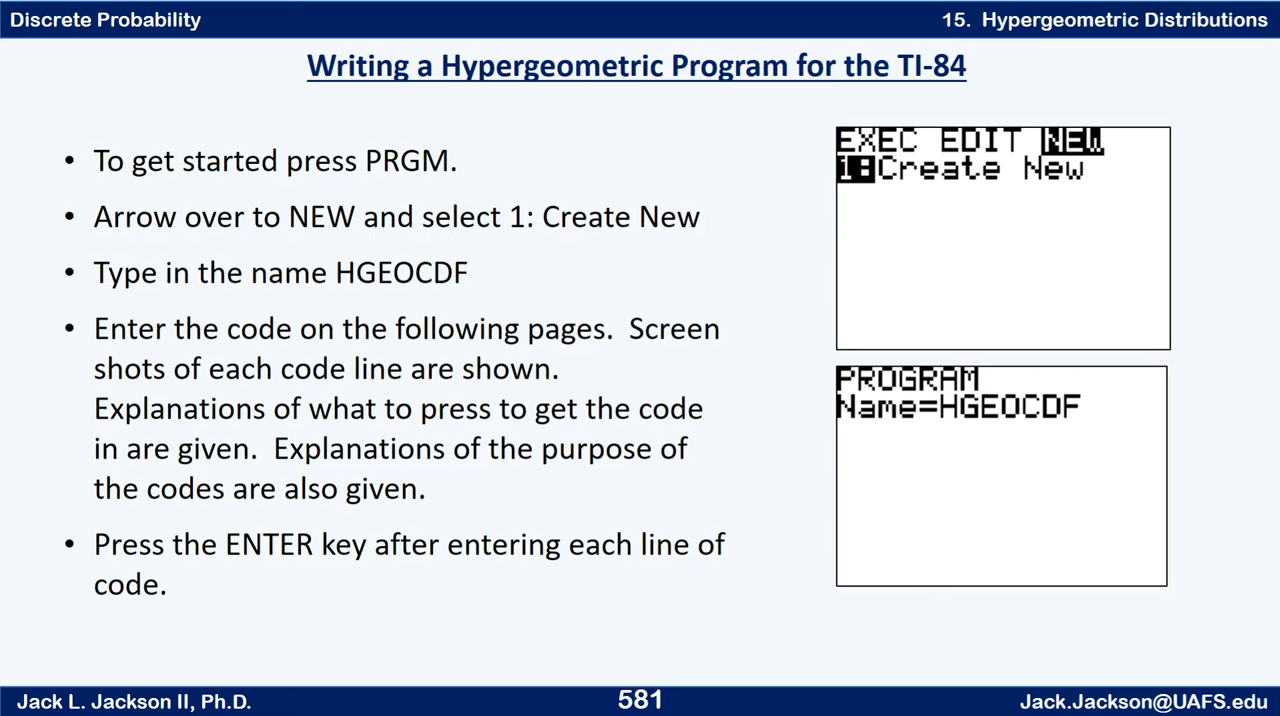 Discrete Probability
15. Hypergeometric Distributions
Writing a Hypergeometric Program for the TI-84
• To get started press PRGM.
• Arrow over to NEW and select 1: Create New
• Type in the name HGEOCDF
• Enter the code on the following pages. Screen
shots of each code line are shown.
Explanations of what to press to get the code
in are given. Explanations of the purpose of
the codes are also given.
• Press the ENTER key after entering each line of
code.
EXEC EDIT NEW
1:Create New
PROGRAM
Name=HGEOCDF
Jack L. Jackson II, Ph.D.
581
Jack.Jackson@UAFS.edu